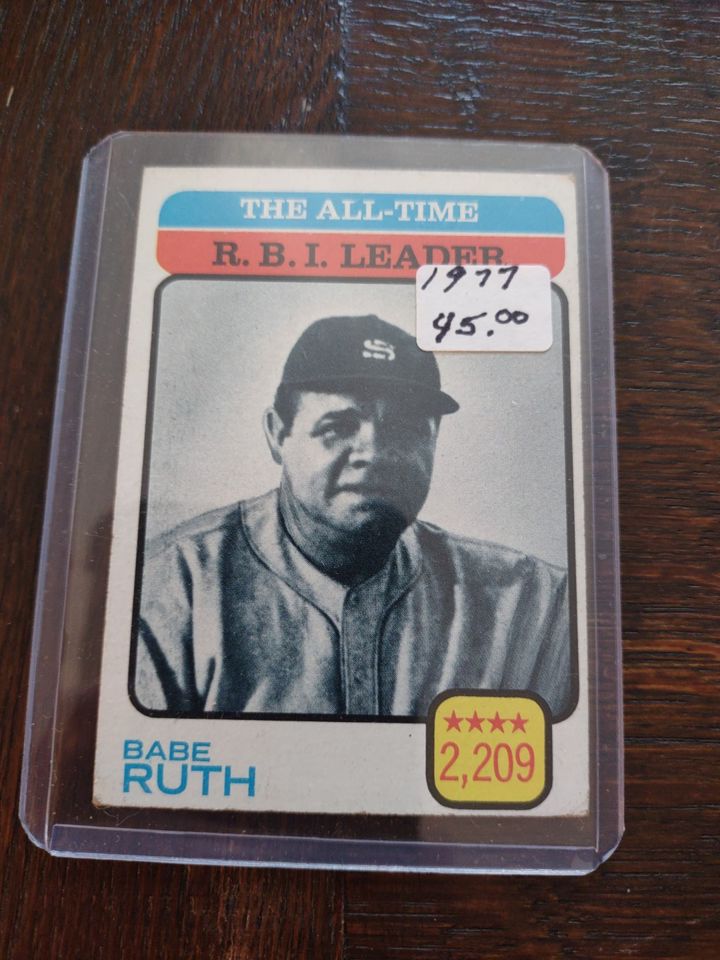 THE ALL-TIME
R. B. I. LEADER
1977
45.00
S
★★★★
2,209
BABE
RUTH